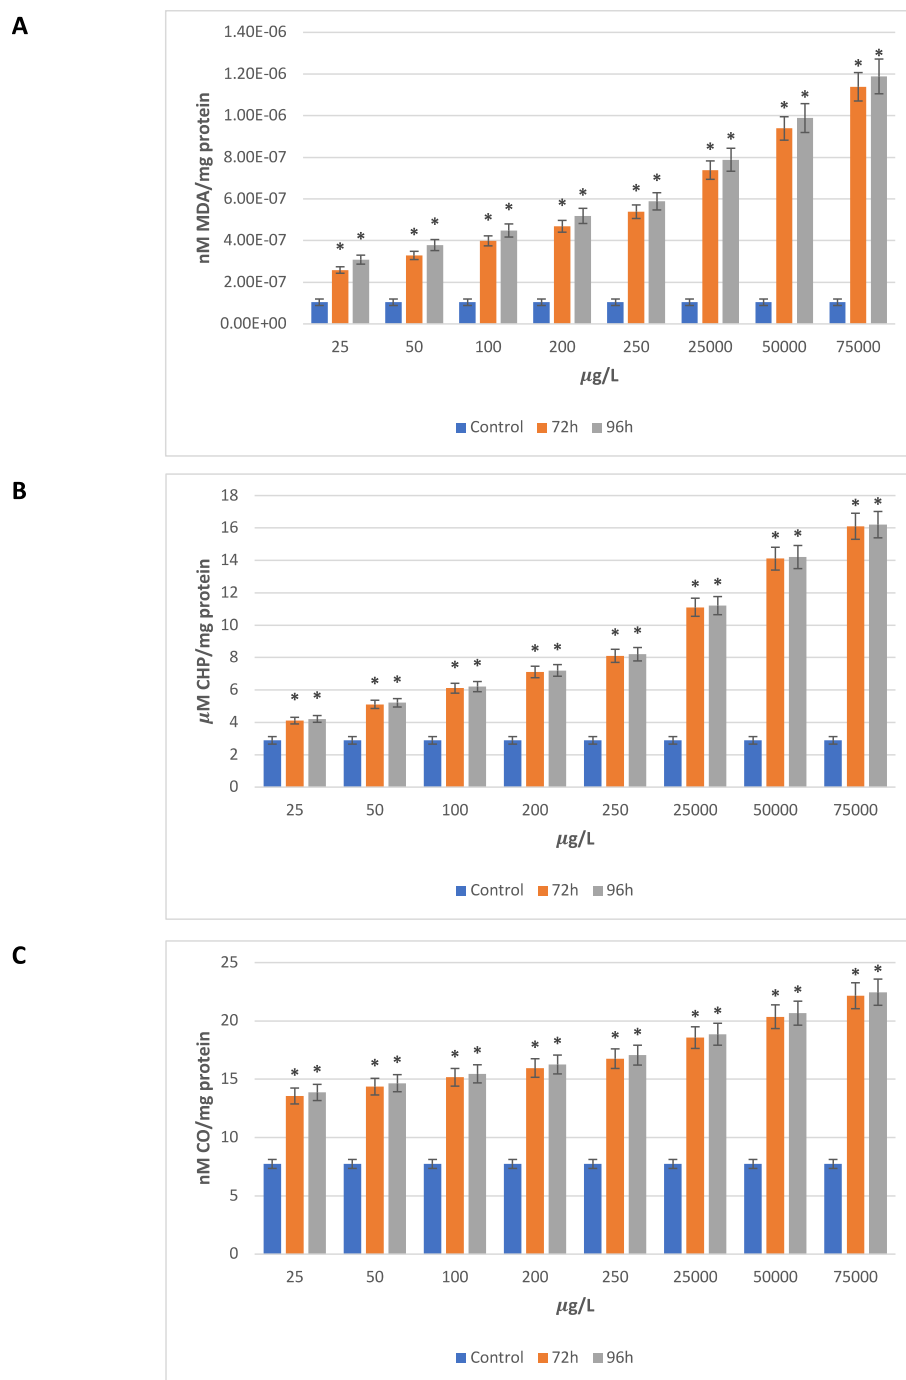 A
nM MDA/mg protein
1.40E-06
1.20E-06
1.00E-06
8.00E-07
6.00E-07
4.00E-07
2.00E-07
0.00E+00
* * * * * * * * * * * * * * * *
25 50 100 200 250 25000 50000 75000
μg/L
Control 72h 96h
B
μM CHP/mg protein
18
16
14
12
10
8
6
4
2
0
* * * * * * * * * * * * * * * *
25 50 100 200 250 25000 50000 75000
μg/L
Control 72h 96h
C
nM CO/mg protein
25
20
15
10
5
0
* * * * * * * * * * * * * * * *
25 50 100 200 250 25000 50000 75000
μg/L
Control 72h 96h